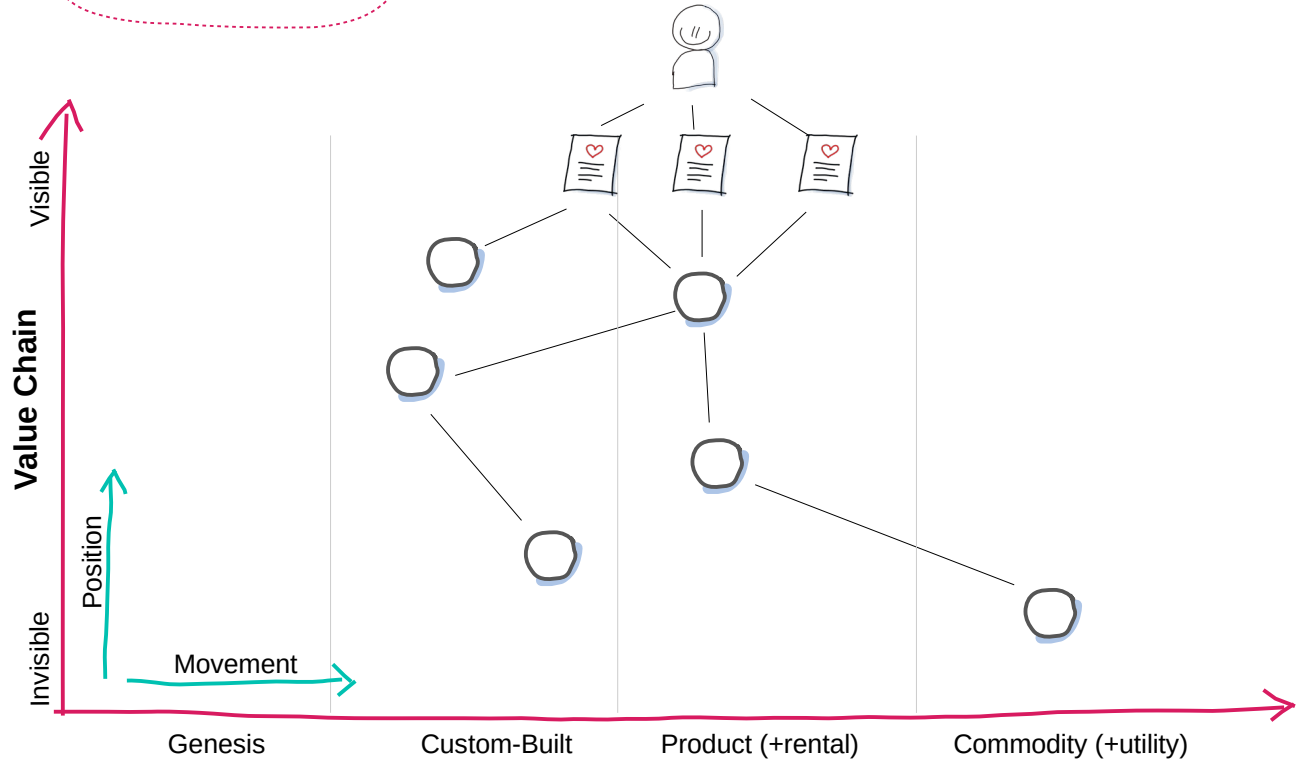 Visible
Value Chain
Position
Invisible
Movement
Genesis
Custom-Built
Product (+rental)
Commodity (+utility)